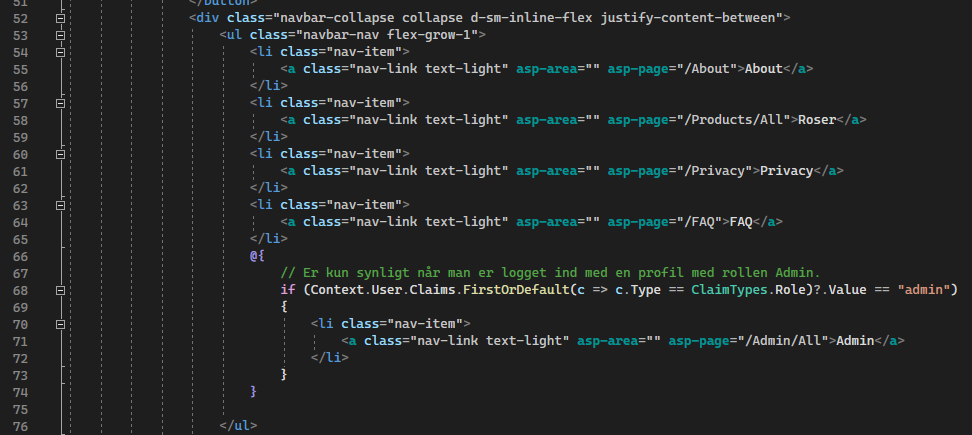 51 </button>
52 <div class="navbar-collapse collapse d-sm-inline-flex justify-content-between">
53 <ul class="navbar-nav flex-grow-1">
54 <li class="nav-item">
55 <a class="nav-link text-light" asp-area="" asp-page="/About">About</a>
56 </li>
57 <li class="nav-item">
58 <a class="nav-link text-light" asp-area="" asp-page="/Products/All">Roser</a>
59 </li>
60 <li class="nav-item">
61 <a class="nav-link text-light" asp-area="" asp-page="/Privacy">Privacy</a>
62 </li>
63 <li class="nav-item">
64 <a class="nav-link text-light" asp-area="" asp-page="/FAQ">FAQ</a>
65 </li>
66 @{
67 // Er kun synligt når man er logget ind med en profil med rollen Admin.
68 if (Context.User.Claims.FirstOrDefault(c => c.Type == ClaimTypes.Role)?.Value == "admin")
69 {
70 <li class="nav-item">
71 <a class="nav-link text-light" asp-area="" asp-page="/Admin/All">Admin</a>
72 </li>
73 }
74 }
75
76 </ul>